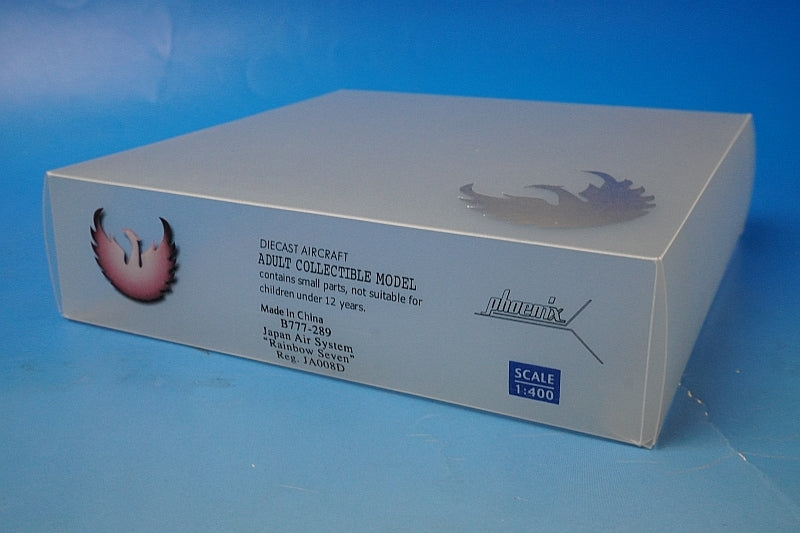 DIECAST AIRCRAFT
ADULT COLLECTIBLE MODEL
contains small parts, not suitable for
children under 12 years.
Made in China
B777-289
Japan Air System
"Rainbow Seven"
Reg. JA008D
phoenix
SCALE
1:400